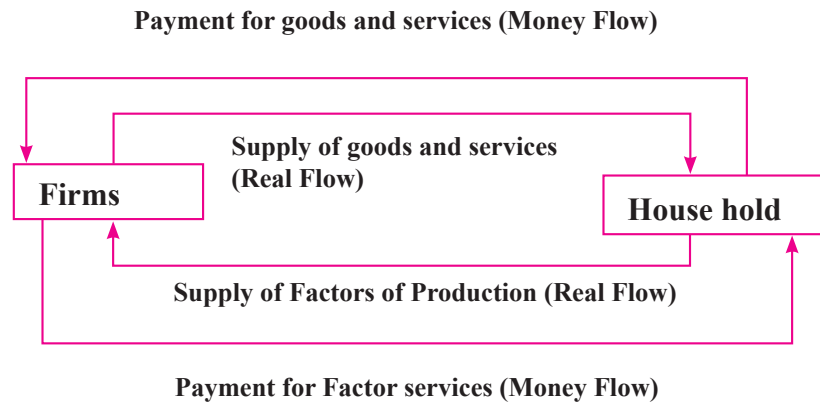 Payment for goods and services (Money Flow)
Supply of goods and services
(Real Flow)
Firms
House hold
Supply of Factors of Production (Real Flow)
Payment for Factor services (Money Flow)